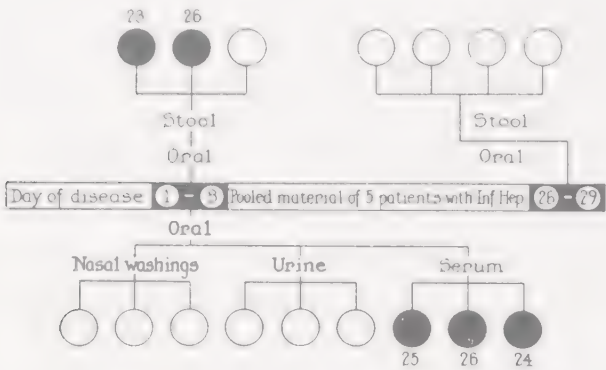 23 26
Stool Stool
Oral Oral
Day of disease 1 - 8 Pooled material of 5 patients with Inf Hep 26 - 29
Oral
Nasal washings Urine Serum
25 26 24